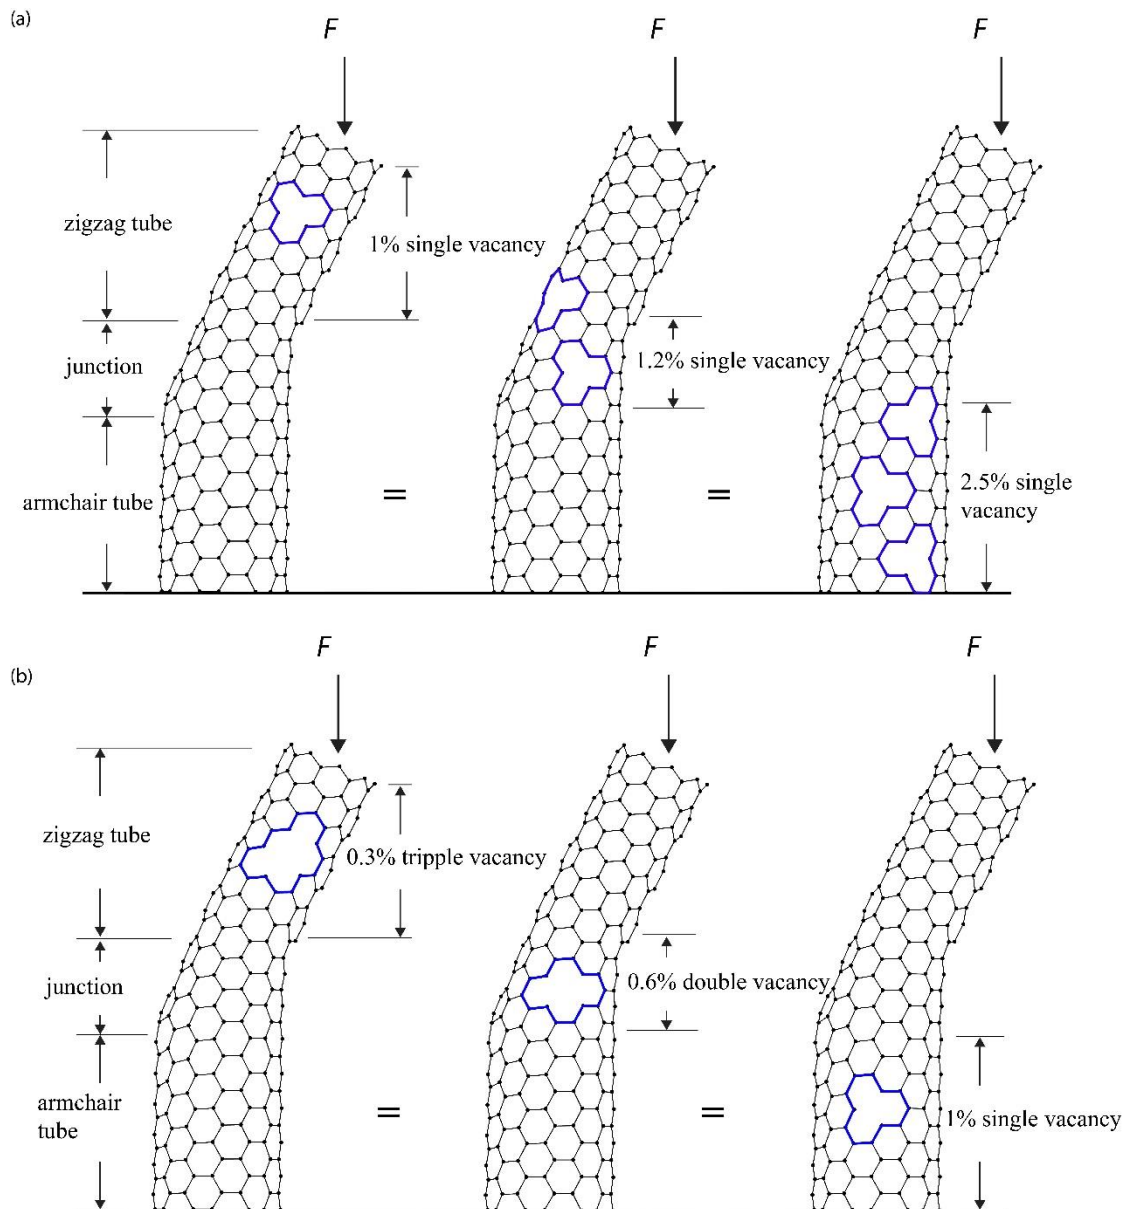 (a)
F F F
zigzag tube
1% single vacancy
junction
1.2% single vacancy
armchair tube
=
=
2.5% single
vacancy
(b)
F F F
zigzag tube
0.3% tripple vacancy
junction
0.6% double vacancy
armchair
tube
=
=
1% single vacancy